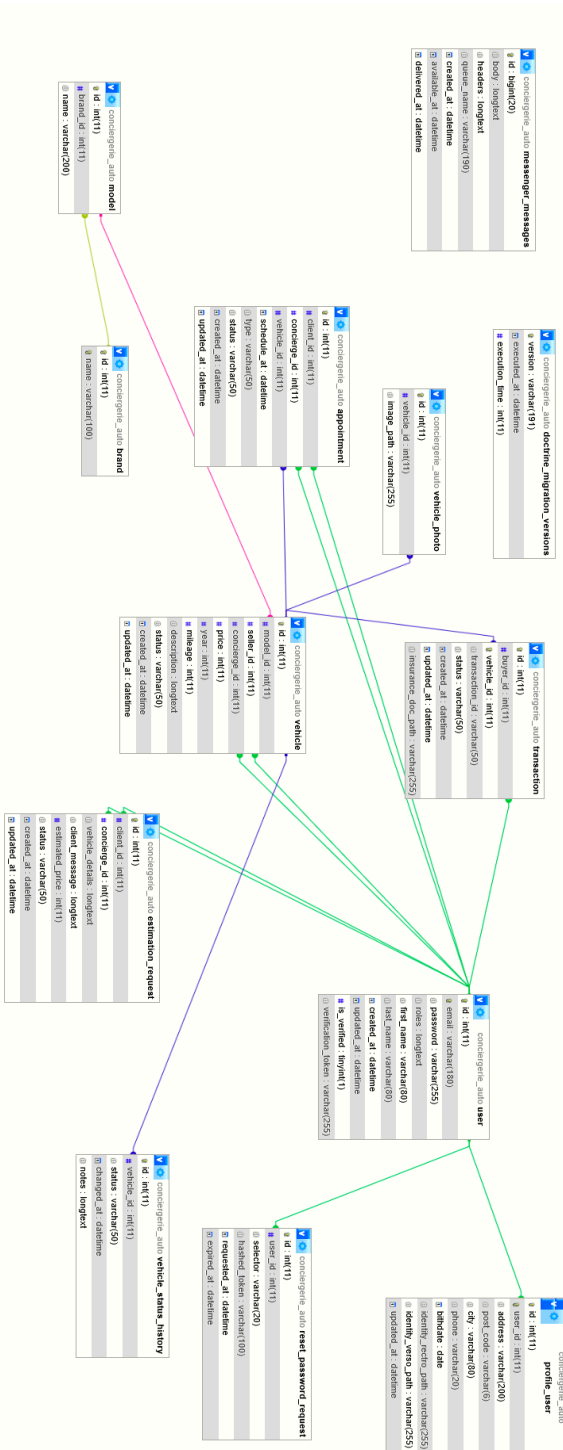 conciergerie_auto messenger_messages
id : bigint(20)
body : longtext
headers : longtext
queue_name : varchar(190)
created_at : datetime
available_at : datetime
delivered_at : datetime
conciergerie_auto doctrine_migration_versions
version : varchar(191)
executed_at : datetime
execution_time : int(11)
conciergerie_auto model
id : int(11)
brand_id : int(11)
name : varchar(200)
conciergerie_auto brand
id : int(11)
name : varchar(100)
conciergerie_auto appointment
id : int(11)
client_id : int(11)
concierge_id : int(11)
vehicle_id : int(11)
schedule_at : datetime
type : varchar(50)
status : varchar(50)
created_at : datetime
updated_at : datetime
conciergerie_auto vehicle_photo
id : int(11)
vehicle_id : int(11)
image_path : varchar(255)
conciergerie_auto vehicle
id : int(11)
model_id : int(11)
seller_id : int(11)
concierge_id : int(11)
price : int(11)
year : int(11)
mileage : int(11)
description : longtext
status : varchar(50)
created_at : datetime
updated_at : datetime
conciergerie_auto transaction
id : int(11)
buyer_id : int(11)
vehicle_id : int(11)
transaction_id : varchar(50)
status : varchar(50)
created_at : datetime
updated_at : datetime
insurance_doc_path : varchar(255)
conciergerie_auto estimation_request
id : int(11)
client_id : int(11)
concierge_id : int(11)
vehicle_details : longtext
client_message : longtext
estimated_price : int(11)
status : varchar(50)
created_at : datetime
updated_at : datetime
conciergerie_auto user
id : int(11)
email : varchar(180)
password : varchar(255)
roles : longtext
first_name : varchar(80)
last_name : varchar(80)
created_at : datetime
updated_at : datetime
is_verified : tinyint(1)
verification_token : varchar(255)
conciergerie_auto vehicle_status_history
id : int(11)
vehicle_id : int(11)
status : varchar(50)
changed_at : datetime
notes : longtext
conciergerie_auto reset_password_request
id : int(11)
user_id : int(11)
selector : varchar(20)
hashed_token : varchar(100)
requested_at : datetime
expired_at : datetime
conciergerie_auto
profile_user
id : int(11)
user_id : int(11)
address : varchar(200)
post_code : varchar(6)
city : varchar(80)
phone : varchar(20)
bithdate : date
identity_rectro_path : varchar(255)
identity_verso_path : varchar(255)
updated_at : datetime